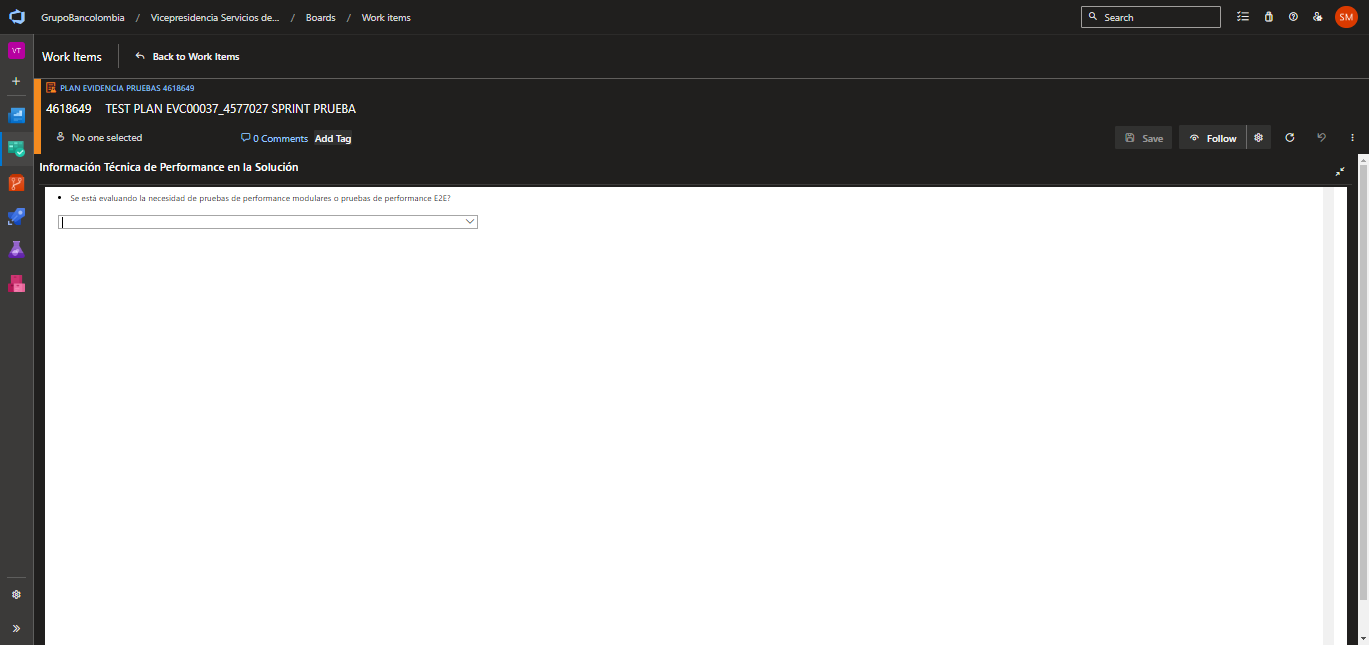 GrupoBancolombia / Vicepresidencia Servicios de... / Boards / Work items
Search
SM
VT
Work Items
Back to Work Items
PLAN EVIDENCIA PRUEBAS 4618649
4618649 TEST PLAN EVC00037_4577027 SPRINT PRUEBA
No one selected
0 Comments
Add Tag
Save
Follow
Información Técnica de Performance en la Solución
• Se está evaluando la necesidad de pruebas de performance modulares o pruebas de performance E2E?